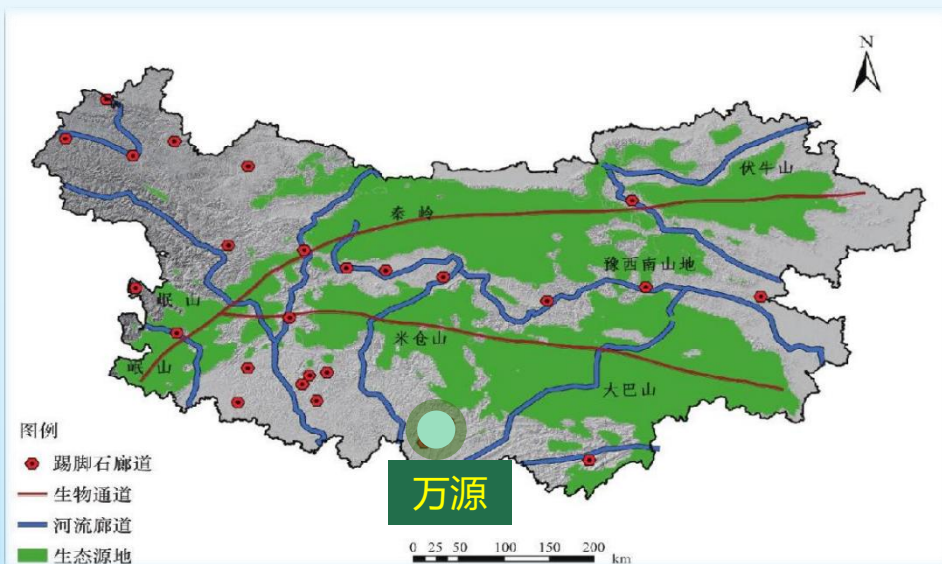 N
伏牛山
秦岭
豫西南山地
岷山
米仓山
岷山
大巴山
万源
图例
踢脚石廊道
生物通道
河流廊道
生态源地
0 25 50 100 150 200
km